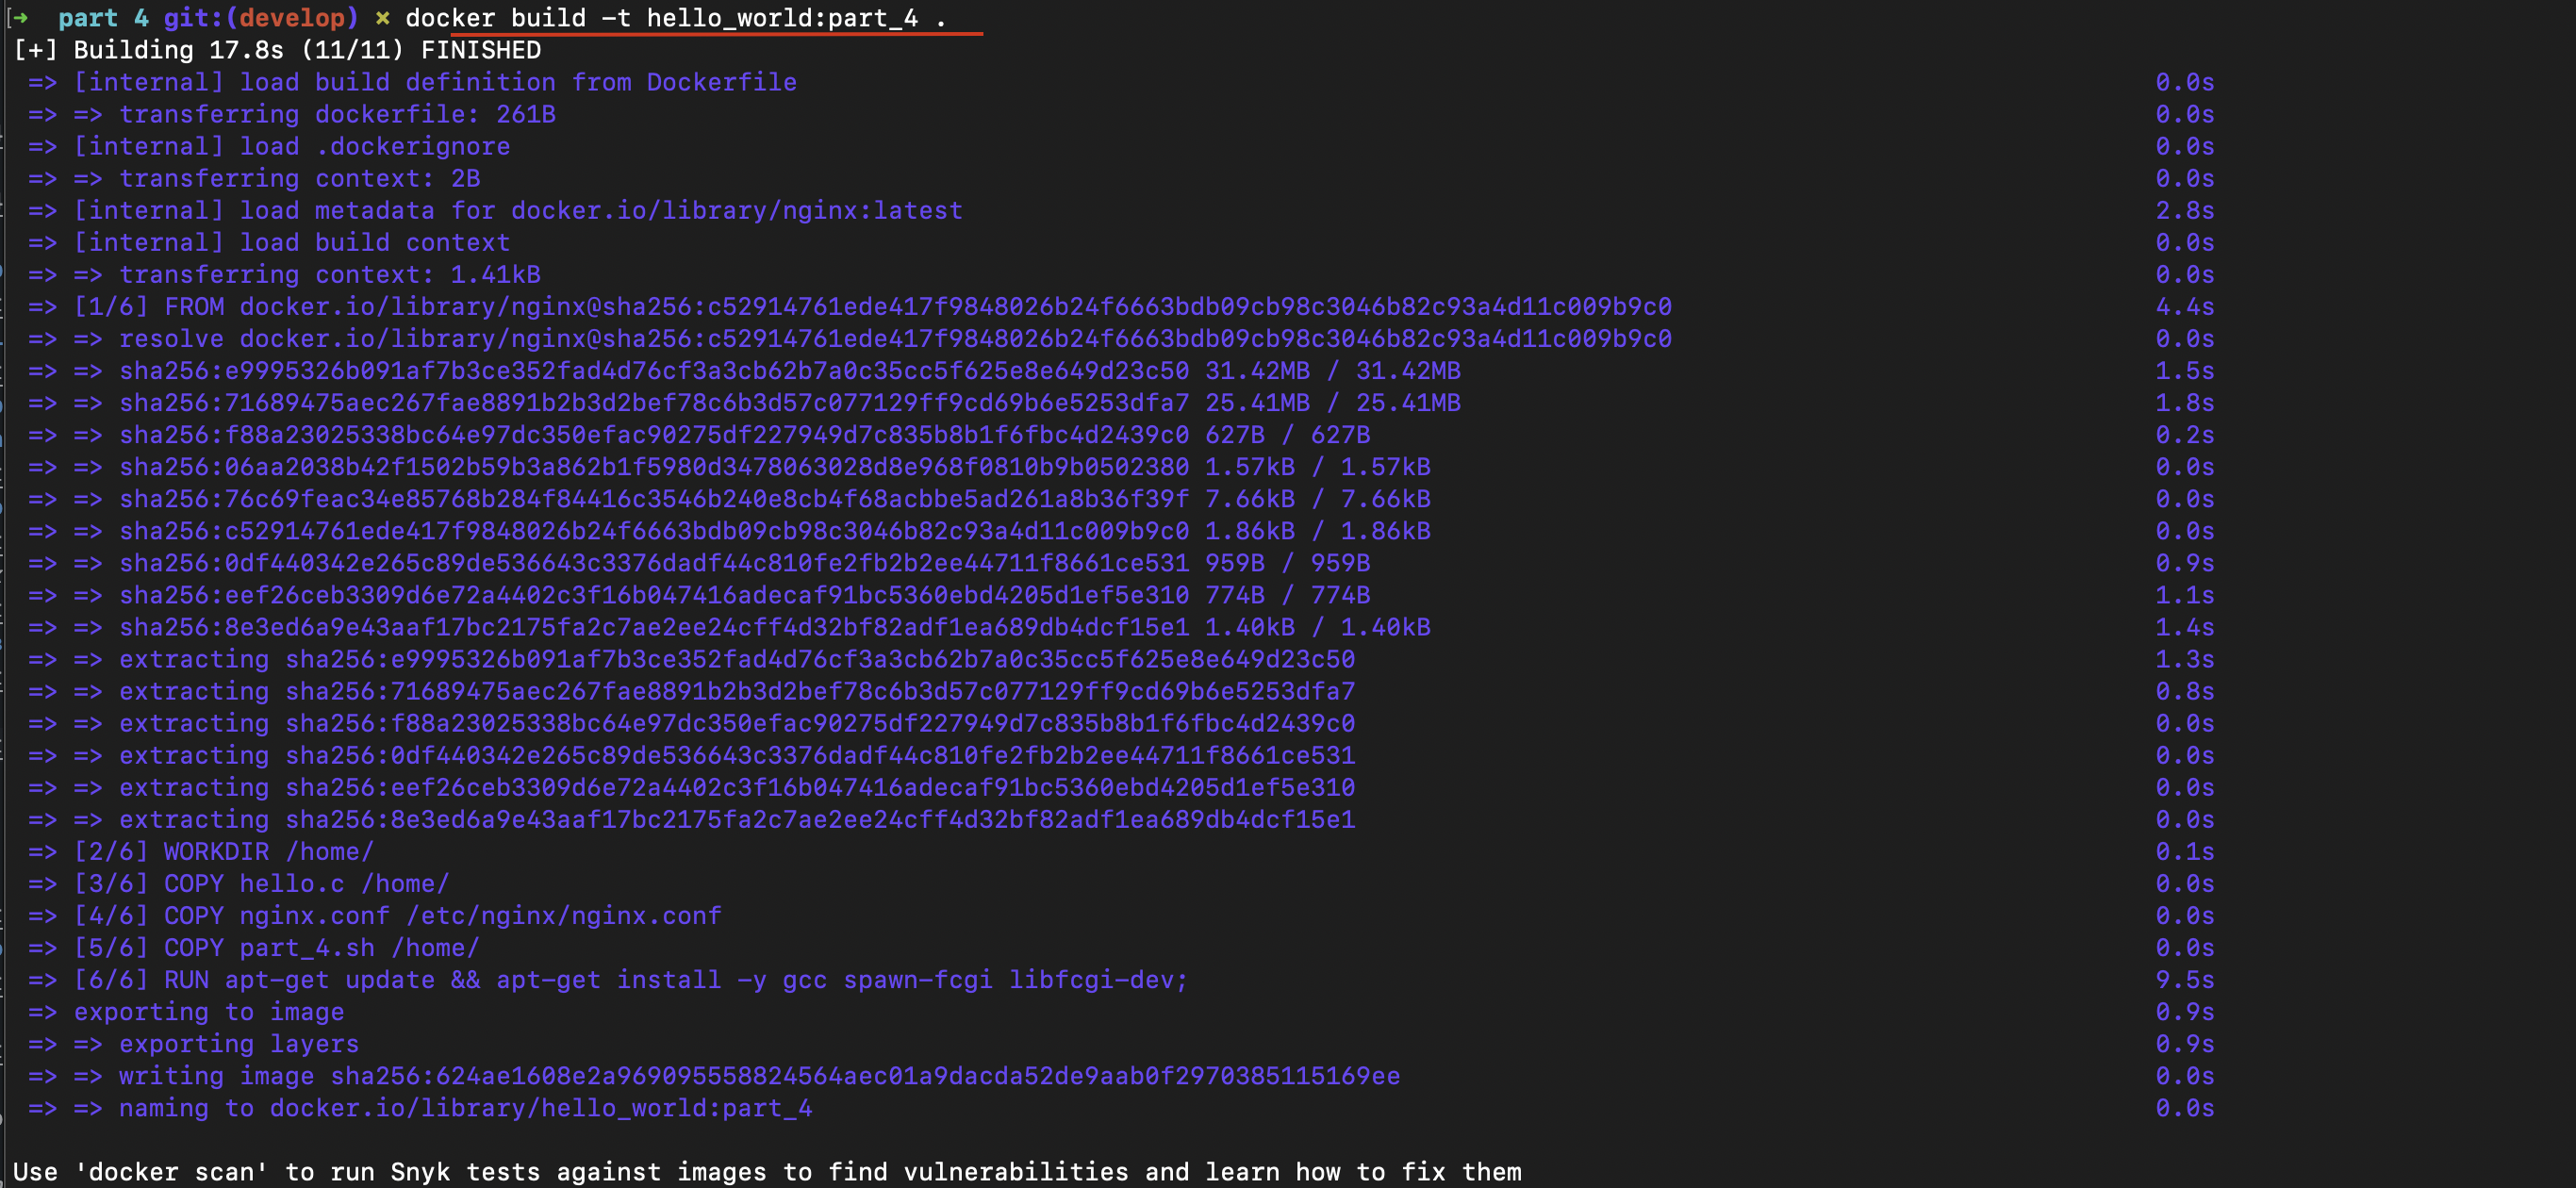 [➜  part 4 git:(develop) ✗ docker build -t hello_world:part_4 .
[+] Building 17.8s (11/11) FINISHED
=> [internal] load build definition from Dockerfile 0.0s
=> => transferring dockerfile: 261B 0.0s
=> [internal] load .dockerignore 0.0s
=> => transferring context: 2B 0.0s
=> [internal] load metadata for docker.io/library/nginx:latest 2.8s
=> [internal] load build context 0.0s
=> => transferring context: 1.41kB 0.0s
=> [1/6] FROM docker.io/library/nginx@sha256:c52914761ede417f9848026b24f6663bdb09cb98c3046b82c93a4d11c009b9c0 4.4s
=> => resolve docker.io/library/nginx@sha256:c52914761ede417f9848026b24f6663bdb09cb98c3046b82c93a4d11c009b9c0 0.0s
=> => sha256:e9995326b091af7b3ce352fad4d76cf3a3cb62b7a0c35cc5f625e8e649d23c50 31.42MB / 31.42MB 1.5s
=> => sha256:71689475aec267fae8891b2b3d2bef78c6b3d57c077129ff9cd69b6e5253dfa7 25.41MB / 25.41MB 1.8s
=> => sha256:f88a23025338bc64e97dc350efac90275df227949d7c835b8b1f6fbc4d2439c0 627B / 627B 0.2s
=> => sha256:06aa2038b42f1502b59b3a862b1f5980d3478063028d8e968f0810b9b0502380 1.57kB / 1.57kB 0.0s
=> => sha256:76c69feac34e85768b284f84416c3546b240e8cb4f68acbbe5ad261a8b36f39f 7.66kB / 7.66kB 0.0s
=> => sha256:c52914761ede417f9848026b24f6663bdb09cb98c3046b82c93a4d11c009b9c0 1.86kB / 1.86kB 0.0s
=> => sha256:0df440342e265c89de536643c3376dadf44c810fe2fb2b2ee44711f8661ce531 959B / 959B 0.9s
=> => sha256:eef26ceb3309d6e72a4402c3f16b047416adecaf91bc5360ebd4205d1ef5e310 774B / 774B 1.1s
=> => sha256:8e3ed6a9e43aaf17bc2175fa2c7ae2ee24cff4d32bf82adf1ea689db4dcf15e1 1.40kB / 1.40kB 1.4s
=> => extracting sha256:e9995326b091af7b3ce352fad4d76cf3a3cb62b7a0c35cc5f625e8e649d23c50 1.3s
=> => extracting sha256:71689475aec267fae8891b2b3d2bef78c6b3d57c077129ff9cd69b6e5253dfa7 0.8s
=> => extracting sha256:f88a23025338bc64e97dc350efac90275df227949d7c835b8b1f6fbc4d2439c0 0.0s
=> => extracting sha256:0df440342e265c89de536643c3376dadf44c810fe2fb2b2ee44711f8661ce531 0.0s
=> => extracting sha256:eef26ceb3309d6e72a4402c3f16b047416adecaf91bc5360ebd4205d1ef5e310 0.0s
=> => extracting sha256:8e3ed6a9e43aaf17bc2175fa2c7ae2ee24cff4d32bf82adf1ea689db4dcf15e1 0.0s
=> [2/6] WORKDIR /home/ 0.1s
=> [3/6] COPY hello.c /home/ 0.0s
=> [4/6] COPY nginx.conf /etc/nginx/nginx.conf 0.0s
=> [5/6] COPY part_4.sh /home/ 0.0s
=> [6/6] RUN apt-get update && apt-get install -y gcc spawn-fcgi libfcgi-dev; 9.5s
=> exporting to image 0.9s
=> => exporting layers 0.9s
=> => writing image sha256:624ae1608e2a969095558824564aec01a9dacda52de9aab0f2970385115169ee 0.0s
=> => naming to docker.io/library/hello_world:part_4 0.0s
Use 'docker scan' to run Snyk tests against images to find vulnerabilities and learn how to fix them